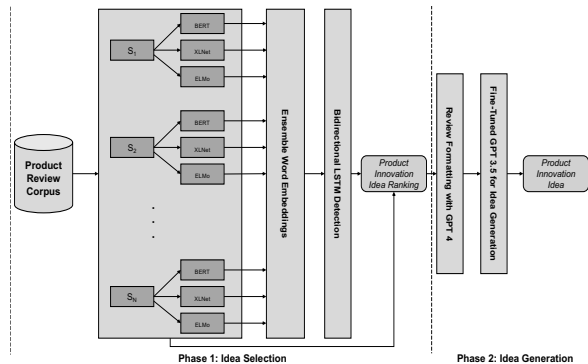 Product
Review
Corpus
S1
BERT
XLNet
ELMo
S2
BERT
XLNet
ELMo
.
.
.
SN
BERT
XLNet
ELMo
Ensemble Word Embeddings
Bidirectional LSTM Detection
Product
Innovation
Idea Ranking
Review Formatting with GPT 4
Fine-Tuned GPT 3.5 for Idea Generation
Product
Innovation
Idea
Phase 1: Idea Selection
Phase 2: Idea Generation